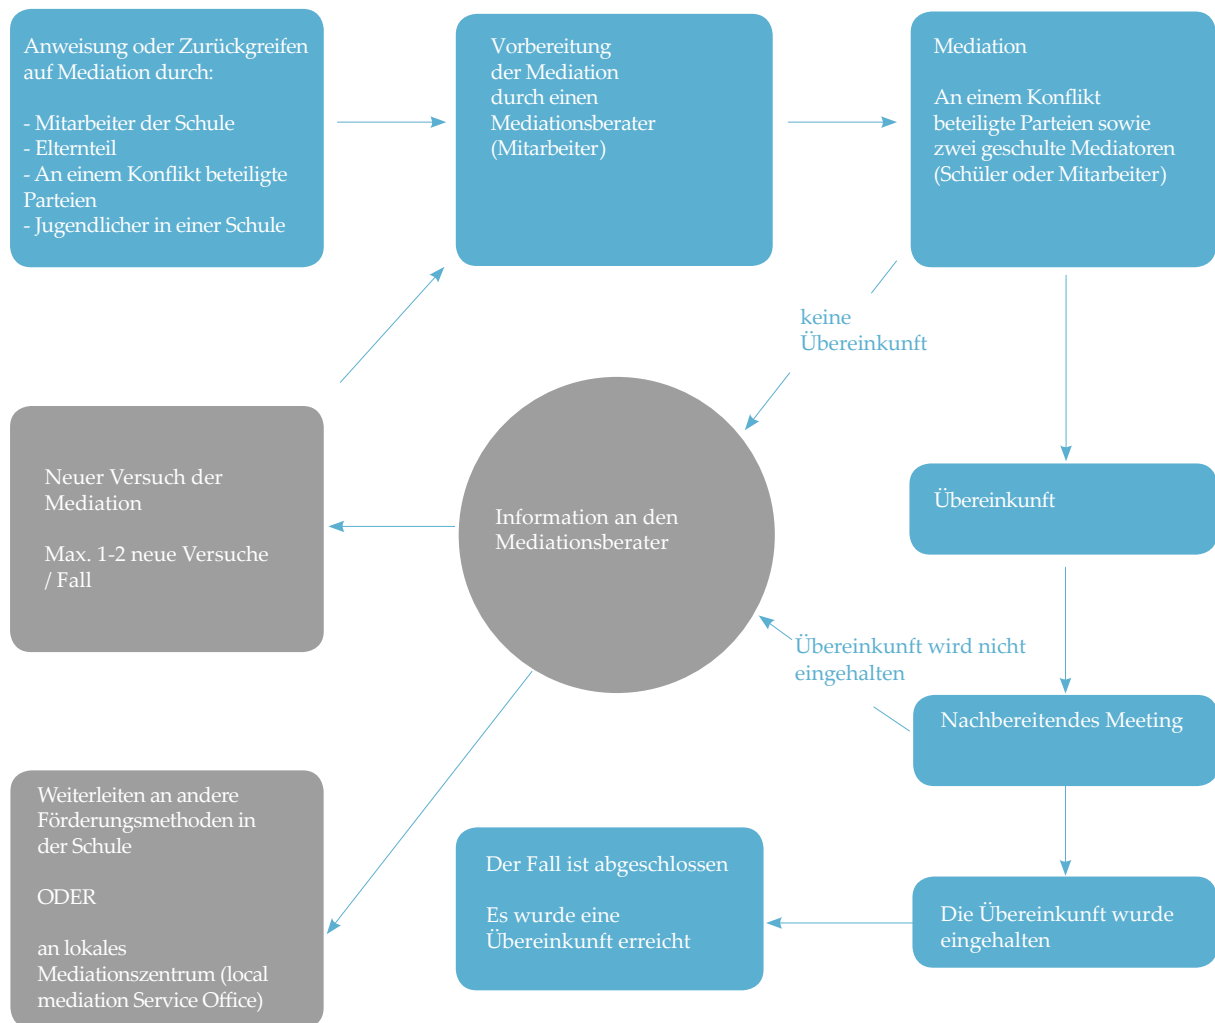 Anweisung oder Zurückgreifen
auf Mediation durch:
- Mitarbeiter der Schule
- Elternteil
- An einem Konflikt beteiligte
Parteien
- Jugendlicher in einer Schule
Vorbereitung
der Mediation
durch einen
Mediationsberater
(Mitarbeiter)
Mediation
An einem Konflikt
beteiligte Parteien sowie
zwei geschulte Mediatoren
(Schüler oder Mitarbeiter)
keine
Übereinkunft
Neuer Versuch der
Mediation
Max. 1-2 neue Versuche
/ Fall
Information an den
Mediationsberater
Übereinkunft
Übereinkunft wird nicht
eingehalten
Nachbereitendes Meeting
Weiterleiten an andere
Förderungsmethoden in
der Schule
ODER
an lokales
Mediationszentrum (local
mediation Service Office)
Der Fall ist abgeschlossen
Es wurde eine
Übereinkunft erreicht
Die Übereinkunft wurde
eingehalten